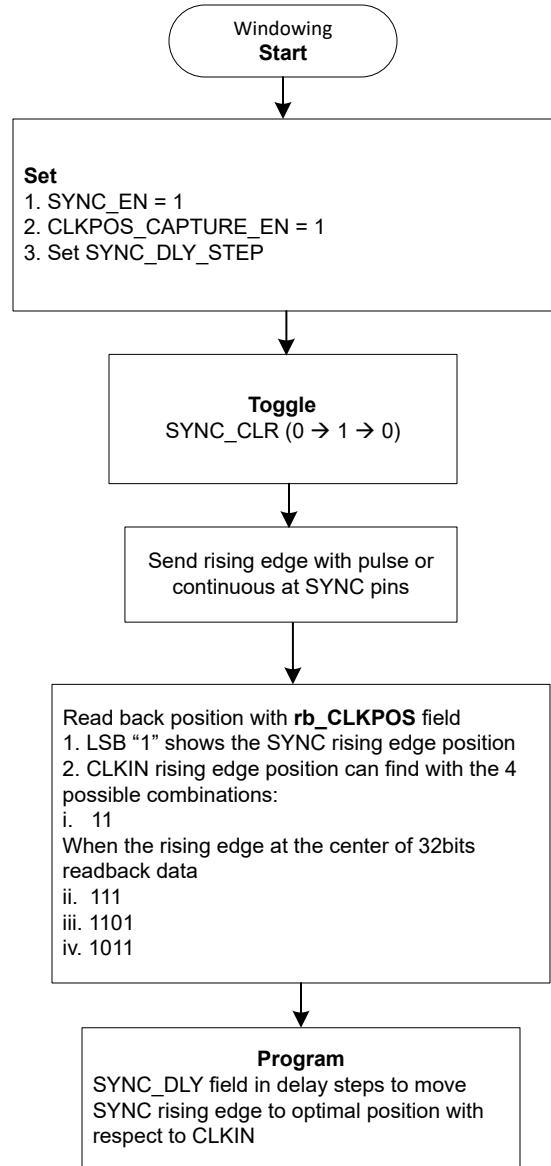 Windowing
Start
Set
1. SYNC_EN = 1
2. CLKPOS_CAPTURE_EN = 1
3. Set SYNC_DLY_STEP
Toggle
SYNC_CLR (0 → 1 → 0)
Send rising edge with pulse or
continuous at SYNC pins
Read back position with rb_CLKPOS field
1. LSB “1” shows the SYNC rising edge position
2. CLKIN rising edge position can find with the 4
possible combinations:
i. 11
When the rising edge at the center of 32bits
readback data
ii. 111
iii. 1101
iv. 1011
Program
SYNC_DLY field in delay steps to move
SYNC rising edge to optimal position with
respect to CLKIN